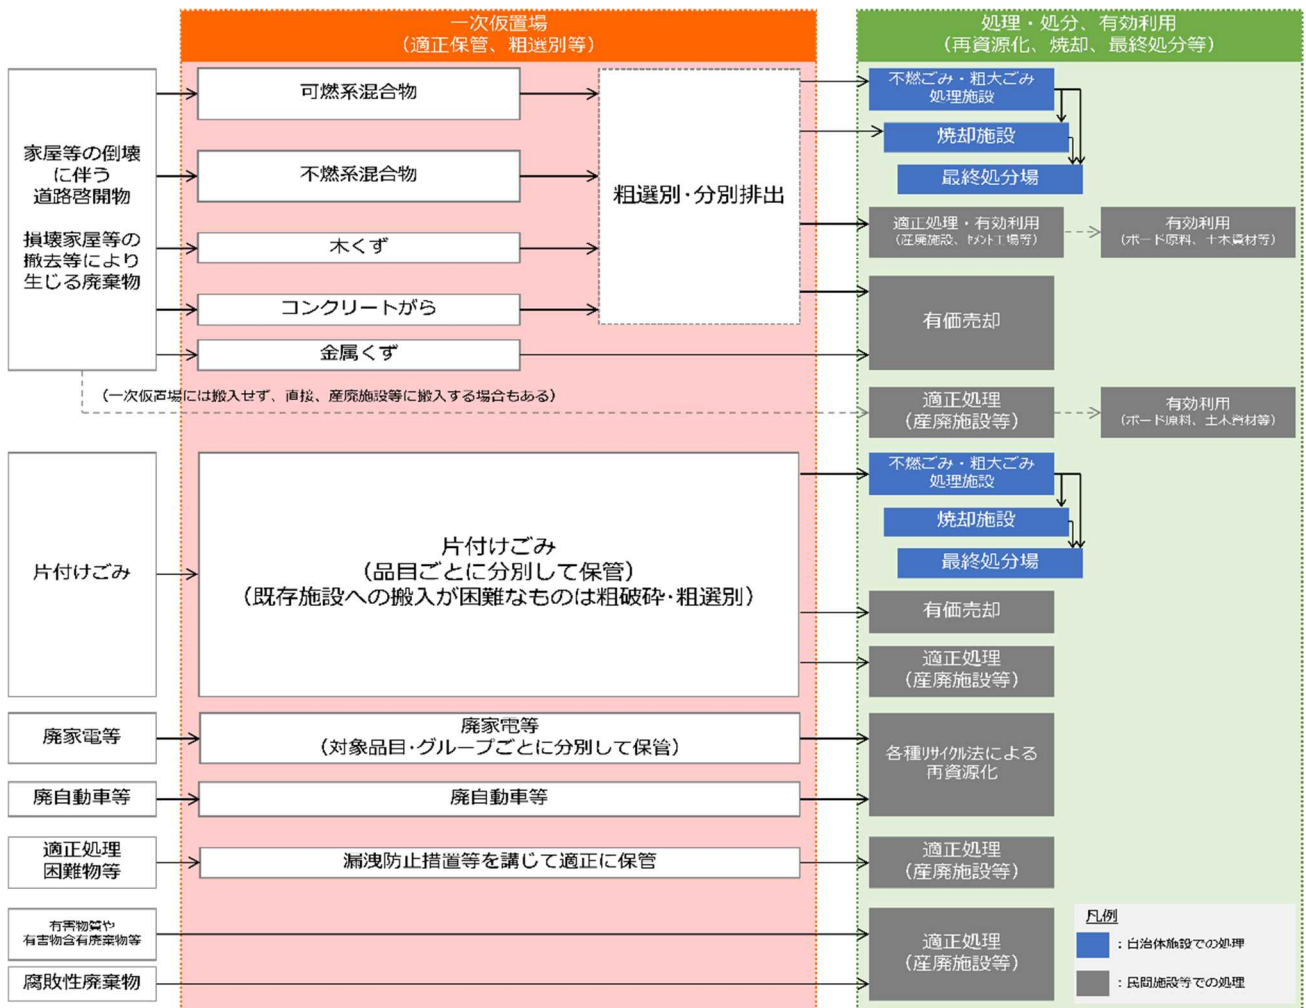 一次仮置場
（適正保管、粗選別等）
処理・処分、有効利用
（再資源化、焼却、最終処分等）
家屋等の倒壊
に伴う
道路啓開物
損壊家屋等の
撤去等により
生じる廃棄物
可燃系混合物
不燃系混合物
木くず
コンクリートがら
金属くず
粗選別･分別排出
不燃ごみ・粗大ごみ
処理施設
焼却施設
最終処分場
適正処理・有効利用
（産廃施設、ｾﾒﾝﾄ工場等）
有効利用
（ボード原料、土木資材等）
有価売却
（一次仮置場には搬入せず、直接、産廃施設等に搬入する場合もある）
適正処理
（産廃施設等）
有効利用
（ボード原料、土木資材等）
片付けごみ
片付けごみ
（品目ごとに分別して保管）
（既存施設への搬入が困難なものは粗破砕･粗選別）
不燃ごみ・粗大ごみ
処理施設
焼却施設
最終処分場
有価売却
適正処理
（産廃施設等）
廃家電等
廃家電等
（対象品目･グループごとに分別して保管）
各種ﾘｻｲｸﾙ法による
再資源化
廃自動車等
廃自動車等
適正処理
困難物等
漏洩防止措置等を講じて適正に保管
適正処理
（産廃施設等）
有害物質や
有害物含有廃棄物等
腐敗性廃棄物
適正処理
（産廃施設等）
凡例
：自治体施設での処理
：民間施設等での処理